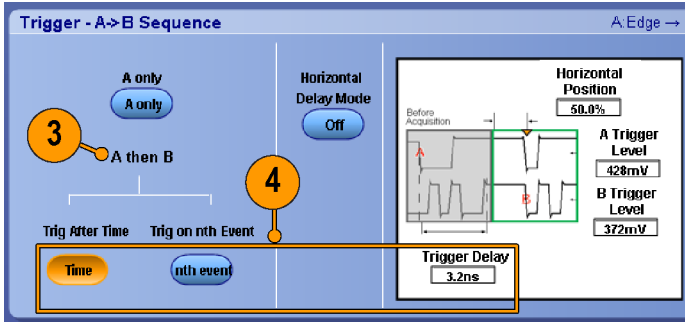 Trigger - A->B Sequence
A:Edge →
A only
A only
3
A then B
Trig After Time
Trig on nth Event
4
Time
nth event
Horizontal
Delay Mode
Off
Before
Acquisition
A
B
Horizontal
Position
50.0%
A Trigger
Level
428mV
B Trigger
Level
372mV
Trigger Delay
3.2ns